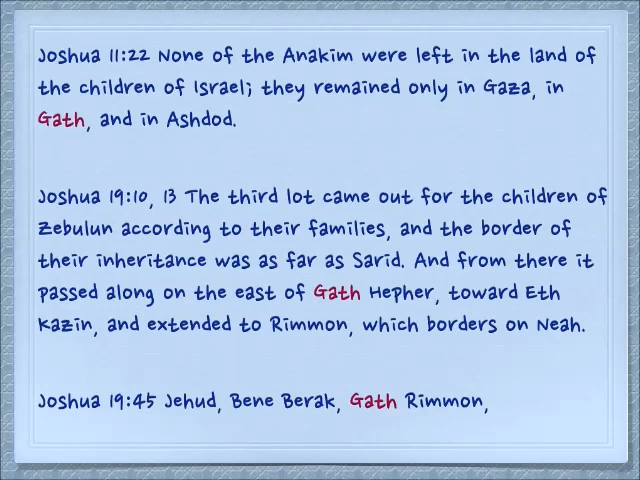 Joshua 11:22 None of the Anakim were left in the land of
the children of Israel; they remained only in Gaza, in
Gath, and in Ashdod.
Joshua 19:10, 13 The third lot came out for the children of
Zebulun according to their families, and the border of
their inheritance was as far as Sarid. And from there it
passed along on the east of Gath Hepher, toward Eth
Kazin, and extended to Rimmon, which borders on Neah.
Joshua 19:45 Jehud, Bene Berak, Gath Rimmon,